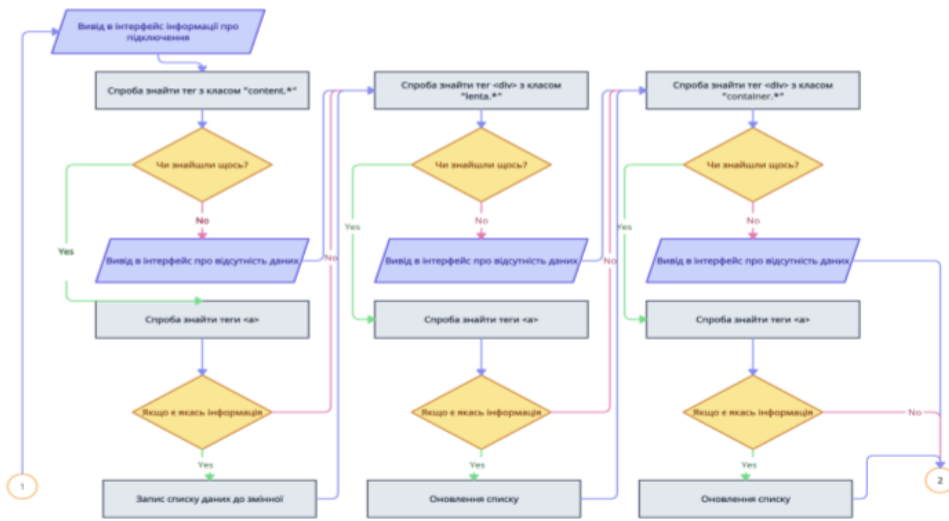 Вивід в інтерфейс інформації про
підключення
Спроба знайти тег з класом "content.*"
Спроба знайти тег <div> з класом
"lenta.*"
Спроба знайти тег <div> з класом
"container.*"
Чи знайшли щось?
Чи знайшли щось?
Чи знайшли щось?
No
No
No
Yes
Yes
Yes
Вивід в інтерфейс про відсутність даних
No
Вивід в інтерфейс про відсутність даних
No
Вивід в інтерфейс про відсутність даних
Спроба знайти теги <a>
Спроба знайти теги <a>
Спроба знайти теги <a>
Якщо є якась інформація
Якщо є якась інформація
Якщо є якась інформація
No
Yes
Yes
Yes
1
Запис списку даних до змінної
Оновлення списку
Оновлення списку
2